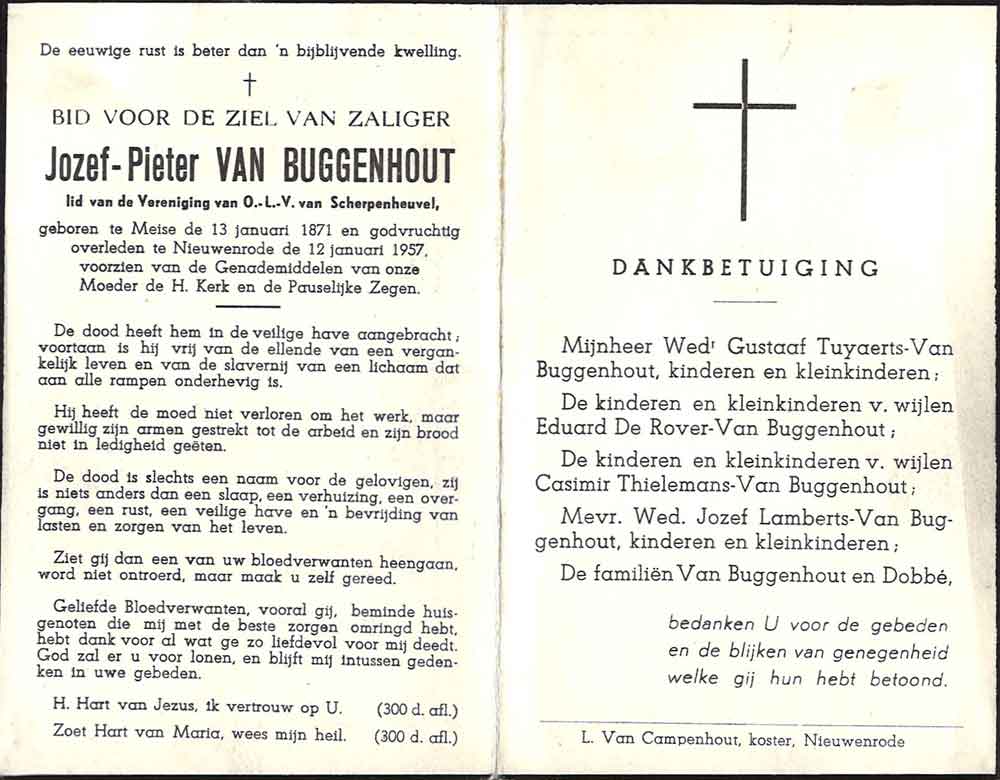 De eeuwige rust is beter dan 'n bijblijvende kwelling.
BID VOOR DE ZIEL VAN ZALIGER
Jozef-Pieter VAN BUGGENHOUT
lid van de Vereniging van O.-L.-V. van Scherpenheuvel,
geboren te Meise de 13 januari 1871 en godvruchtig
overleden te Nieuwenrode de 12 januari 1957,
voorzien van de Genademiddelen van onze
Moeder de H. Kerk en de Pauselijke Zegen.
De dood heeft hem in de veilige have aangebracht;
voortaan is hij vrij van de ellende van een vergan-
kelijk leven en van de slavernij van een lichaam dat
aan alle rampen onderhevig is.
Hij heeft de moed niet verloren om het werk, maar
gewillig zijn armen gestrekt tot de arbeid en zijn brood
niet in ledigheid geëten.
De dood is slechts een naam voor de gelovigen, zij
is niets anders dan een slaap, een verhuizing, een over-
gang, een rust, een veilige have en 'n bevrijding van
lasten en zorgen van het leven.
Ziet gij dan een van uw bloedverwanten heengaan,
word niet ontroerd, maar maak u zelf gereed.
Geliefde Bloedverwanten, vooral gij, beminde huis-
genoten die mij met de beste zorgen omringd hebt,
hebt dank voor al wat ge zo liefdevol voor mij deedt.
God zal er u voor lonen, en blijft mij intussen geden-
ken in uwe gebeden.
H. Hart van Jezus, ik vertrouw op U. (300 d. afl.)
Zoet Hart van Maria, wees mijn heil. (300 d. afl.)
DANKBETUIGING
Mijnheer Wedr Gustaaf Tuyaerts-Van
Buggenhout, kinderen en kleinkinderen;
De kinderen en kleinkinderen v. wijlen
Eduard De Rover-Van Buggenhout;
De kinderen en kleinkinderen v. wijlen
Casimir Thielemans-Van Buggenhout;
Mevr. Wed. Jozef Lamberts-Van Bug-
genhout, kinderen en kleinkinderen;
De familiën Van Buggenhout en Dobbé,
bedanken U voor de gebeden
en de blijken van genegenheid
welke gij hun hebt betoond.
L. Van Campenhout, koster, Nieuwenrode